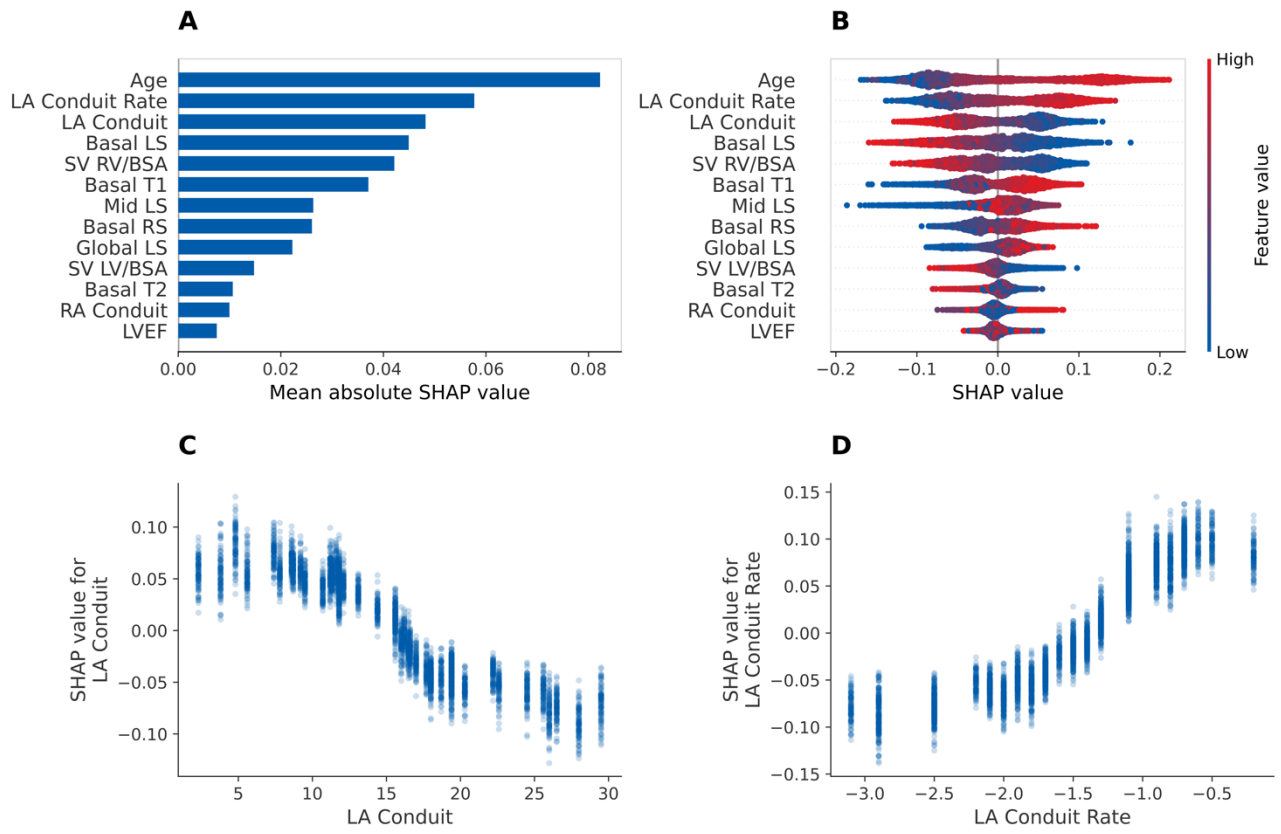 A
Age
LA Conduit Rate
LA Conduit
Basal LS
SV RV/BSA
Basal T1
Mid LS
Basal RS
Global LS
SV LV/BSA
Basal T2
RA Conduit
LVEF
0.00 0.02 0.04 0.06 0.08
Mean absolute SHAP value
B
Age
LA Conduit Rate
LA Conduit
Basal LS
SV RV/BSA
Basal T1
Mid LS
Basal RS
Global LS
SV LV/BSA
Basal T2
RA Conduit
LVEF
−0.2 −0.1 0.0 0.1 0.2
SHAP value
High
Feature value
Low
C
SHAP value for
LA Conduit
0.10
0.05
0.00
−0.05
−0.10
5 10 15 20 25 30
LA Conduit
D
SHAP value for
LA Conduit Rate
0.15
0.10
0.05
0.00
−0.05
−0.10
−0.15
−3.0 −2.5 −2.0 −1.5 −1.0 −0.5
LA Conduit Rate